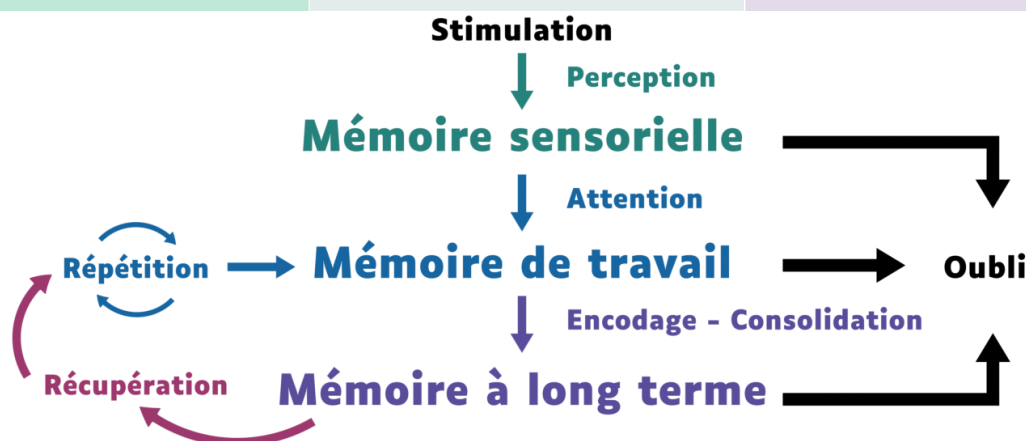 Stimulation
Perception
Mémoire sensorielle
Attention
Répétition
Mémoire de travail
Oubli
Encodage - Consolidation
Récupération
Mémoire à long terme